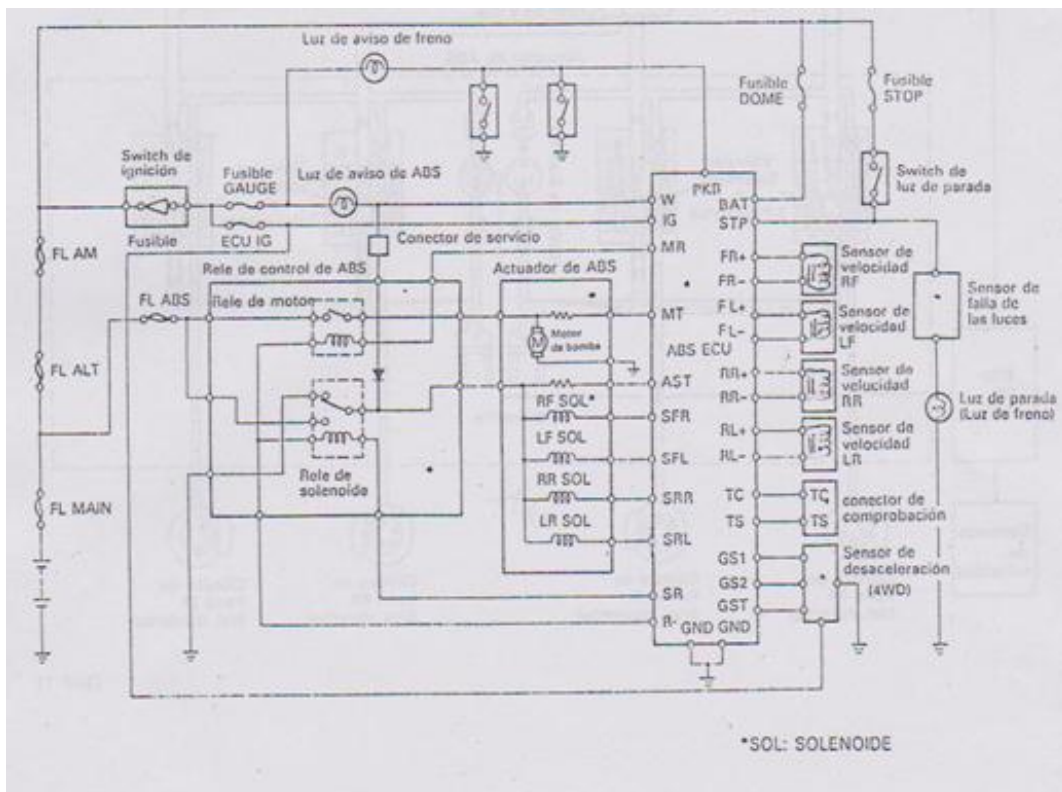 Luz de aviso de freno
Fusible
DOME
Fusible
STOP
Switch de
ignición
Fusible
GAUGE
Luz de aviso de ABS
Switch de
luz de parada
PKB
W
BAT
IG
STP
Fusible
ECU IG
Conector de servicio
MR
FL AM
Rele de control de ABS
Actuador de ABS
FR+
FR-
Sensor de
velocidad
RF
Sensor de
falla de
las luces
FL ABS
Rele de motor
MT
FL+
FL-
Sensor de
velocidad
LF
M
Motor
de bomba
ABS ECU
FL ALT
AST
RR+
RR-
Sensor de
velucidad
RR
Luz de parada
(Luz de freno)
RF SOL*
SFR
LF SOL
SFL
RL+
RL-
Sensor de
velocidad
LR
Rele de
solenoide
RR SOL
SRR
FL MAIN
LR SOL
SRL
TC
TS
TC
TS
conector de
comprobación
GS1
GS2
GST
Sensor de
desaceleración
(4WD)
SR
R-
GND GND
*SOL: SOLENOIDE